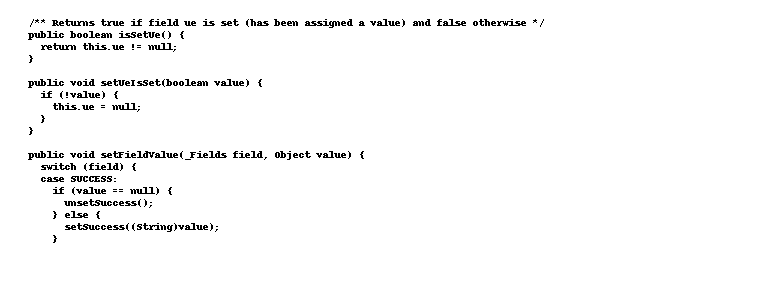 /** Returns true if field ue is set (has been assigned a value) and false otherwise */
public boolean isSetUe() {
return this.ue != null;
}
public void setUeIsSet(boolean value) {
if (!value) {
this.ue = null;
}
}
public void setFieldValue(_Fields field, Object value) {
switch (field) {
case SUCCESS:
if (value == null) {
unsetSuccess();
} else {
setSuccess((String)value);
}